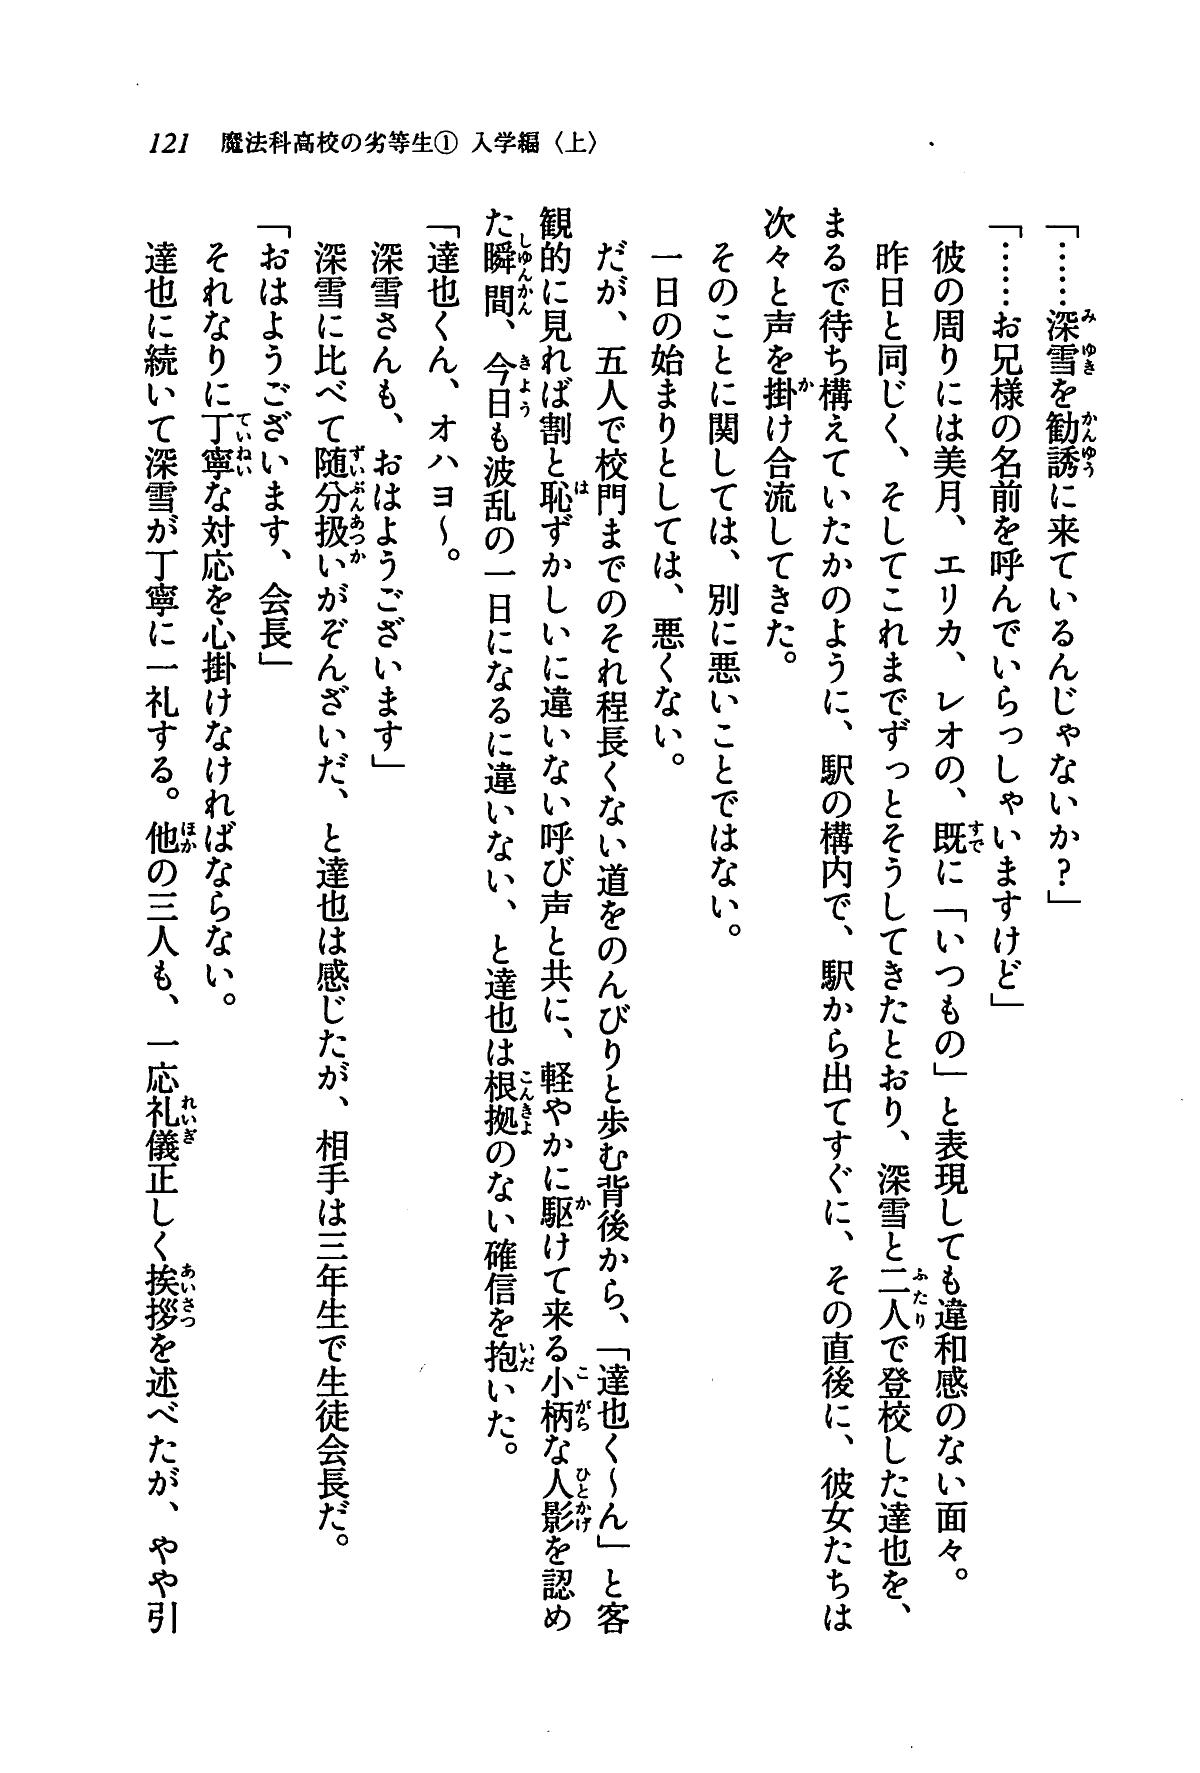 121　魔法科高校の劣等生① 入学編〈上〉
「……深雪を勧誘に来ているんじゃないか？」
「……お兄様の名前を呼んでいらっしゃいますけど」
　彼の周りには美月、エリカ、レオの、既に「いつもの」と表現しても違和感のない面々。
　昨日と同じく、そしてこれまでずっとそうしてきたとおり、深雪と二人で登校した達也を、
まるで待ち構えていたかのように、駅の構内で、駅から出てすぐに、その直後に、彼女たちは
次々と声を掛け合流してきた。
　そのことに関しては、別に悪いことではない。
　一日の始まりとしては、悪くない。
　だが、五人で校門までのそれ程長くない道をのんびりと歩む背後から、「達也く～ん」と客
観的に見れば割と恥ずかしいに違いない呼び声と共に、軽やかに駆けて来る小柄な人影を認め
た瞬間、今日も波乱の一日になるに違いない、と達也は根拠のない確信を抱いた。
「達也くん、オハヨ～。
　深雪さんも、おはようございます」
　深雪に比べて随分扱いがぞんざいだ、と達也は感じたが、相手は三年生で生徒会長だ。
「おはようございます、会長」
　それなりに丁寧な対応を心掛けなければならない。
　達也に続いて深雪が丁寧に一礼する。他の三人も、一応礼儀正しく挨拶を述べたが、やや引